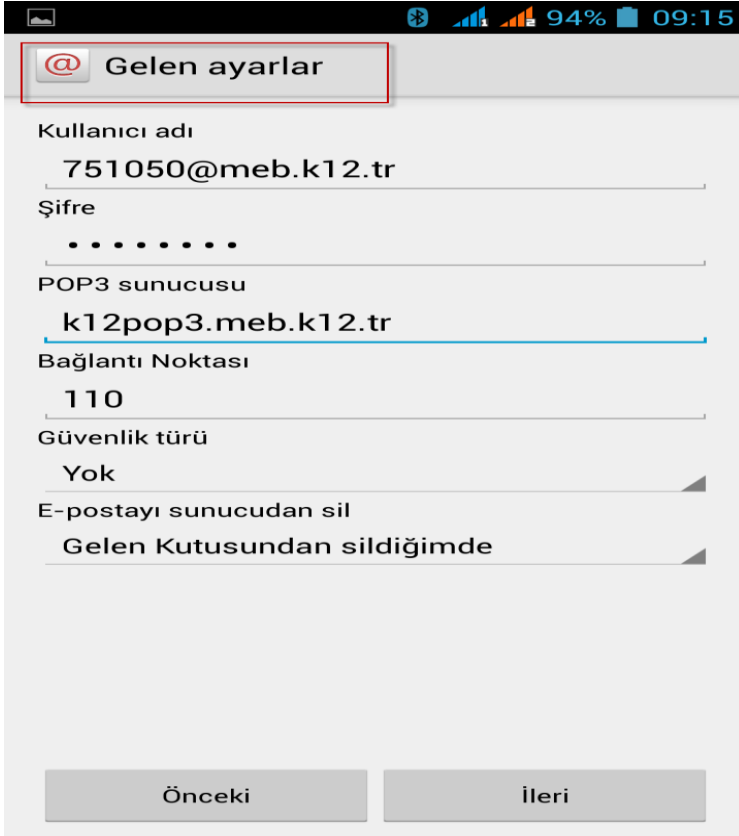 94% 09:15
@ Gelen ayarlar
Kullanıcı adı
751050@meb.k12.tr
Şifre
••••••••
POP3 sunucusu
k12pop3.meb.k12.tr
Bağlantı Noktası
110
Güvenlik türü
Yok
E-postayı sunucudan sil
Gelen Kutusundan sildiğimde
Önceki İleri